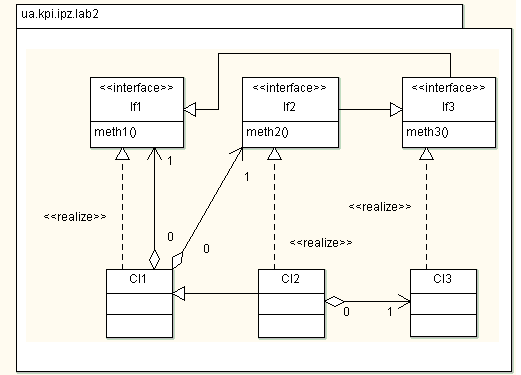 ua.kpi.ipz.lab2
<<interface>>
If1
meth1()
<<interface>>
If2
meth2()
<<interface>>
If3
meth3()
1
1
<<realize>>
<<realize>>
0
0
<<realize>>
Cl1
Cl2
Cl3
0
1